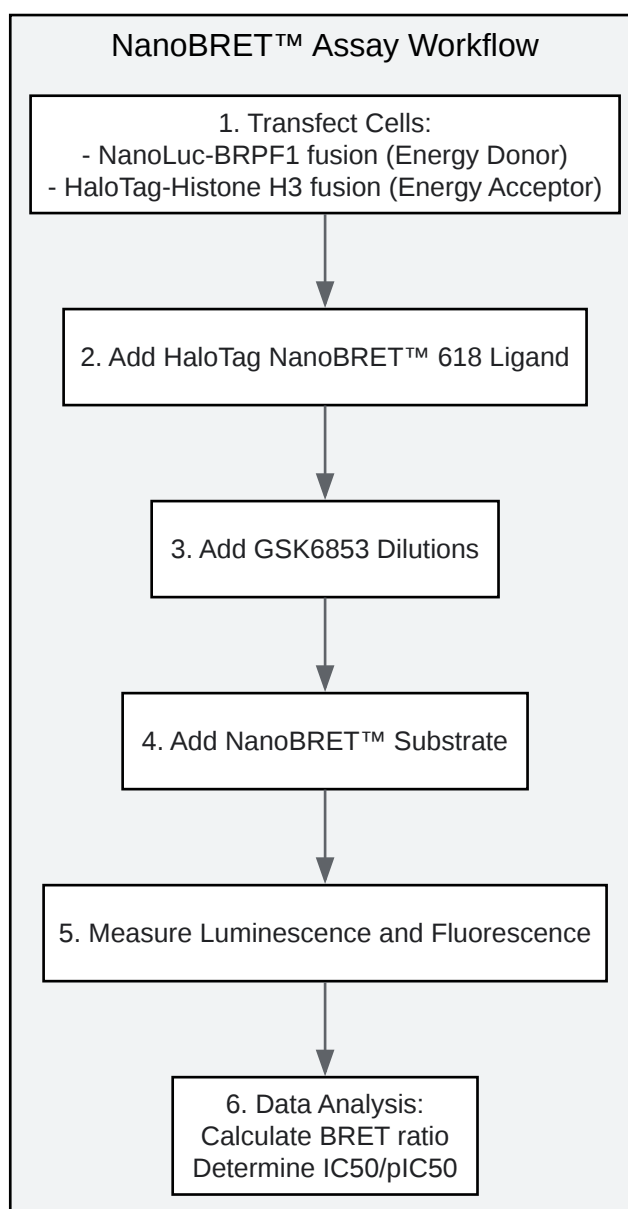 NanoBRET™ Assay Workflow
1. Transfect Cells:
- NanoLuc-BRPF1 fusion (Energy Donor)
- HaloTag-Histone H3 fusion (Energy Acceptor)
2. Add HaloTag NanoBRET™ 618 Ligand
3. Add GSK6853 Dilutions
4. Add NanoBRET™ Substrate
5. Measure Luminescence and Fluorescence
6. Data Analysis:
Calculate BRET ratio
Determine IC50/pIC50